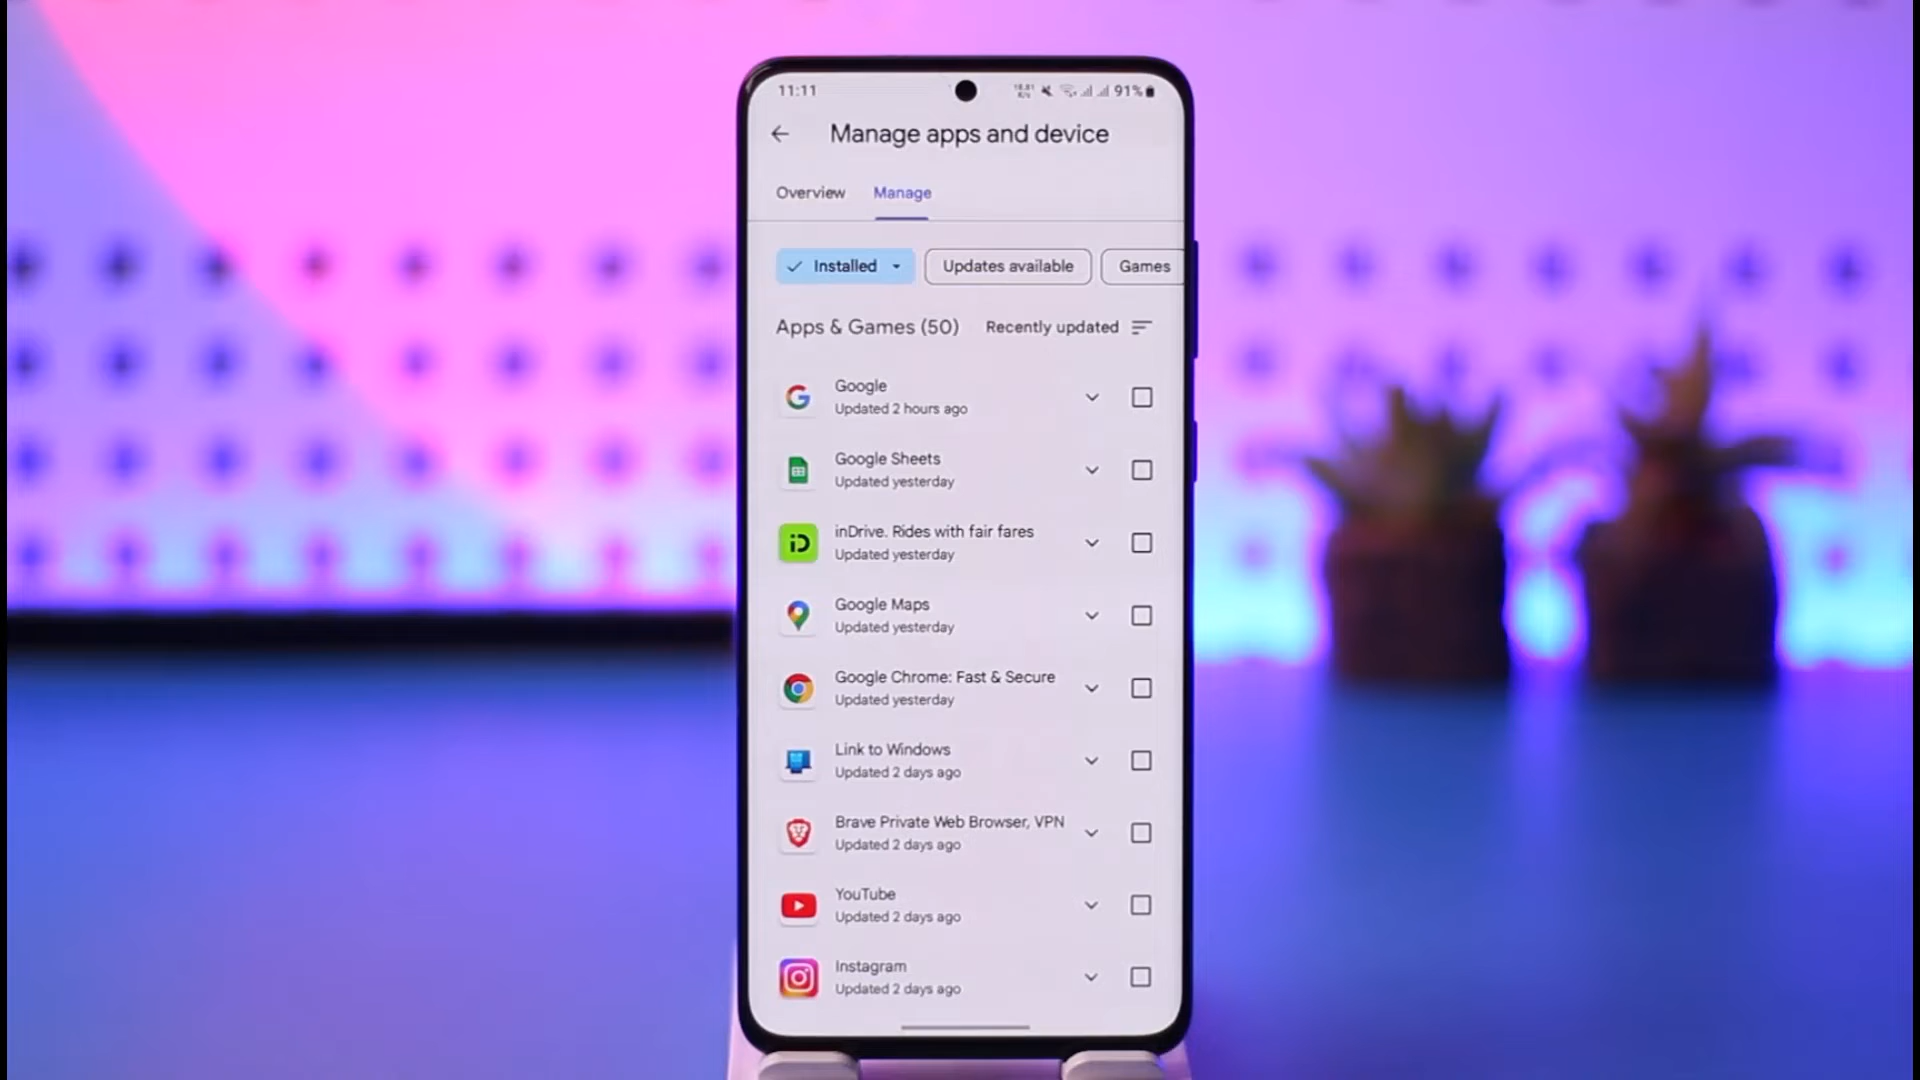 11:11
91%
Manage apps and device
Overview Manage
Installed Updates available Games
Apps & Games (50) Recently updated
Google
Updated 2 hours ago
Google Sheets
Updated yesterday
iD
inDrive. Rides with fair fares
Updated yesterday
Google Maps
Updated yesterday
Google Chrome: Fast & Secure
Updated yesterday
Link to Windows
Updated 2 days ago
Brave Private Web Browser, VPN
Updated 2 days ago
YouTube
Updated 2 days ago
Instagram
Updated 2 days ago